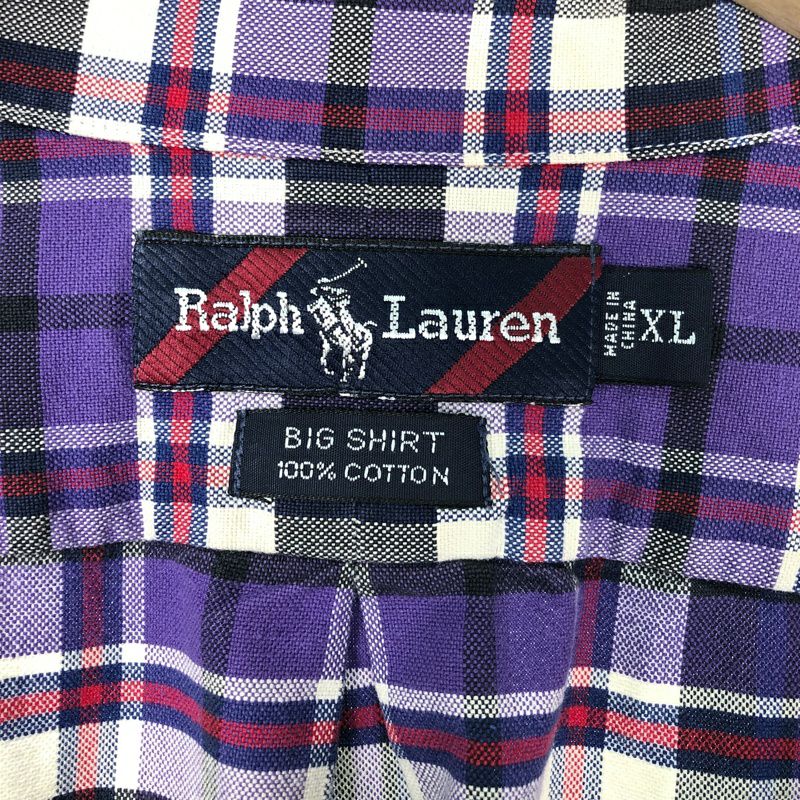 Ralph Lauren
MADE IN
CHINA
XL
BIG SHIRT
100% COTTON